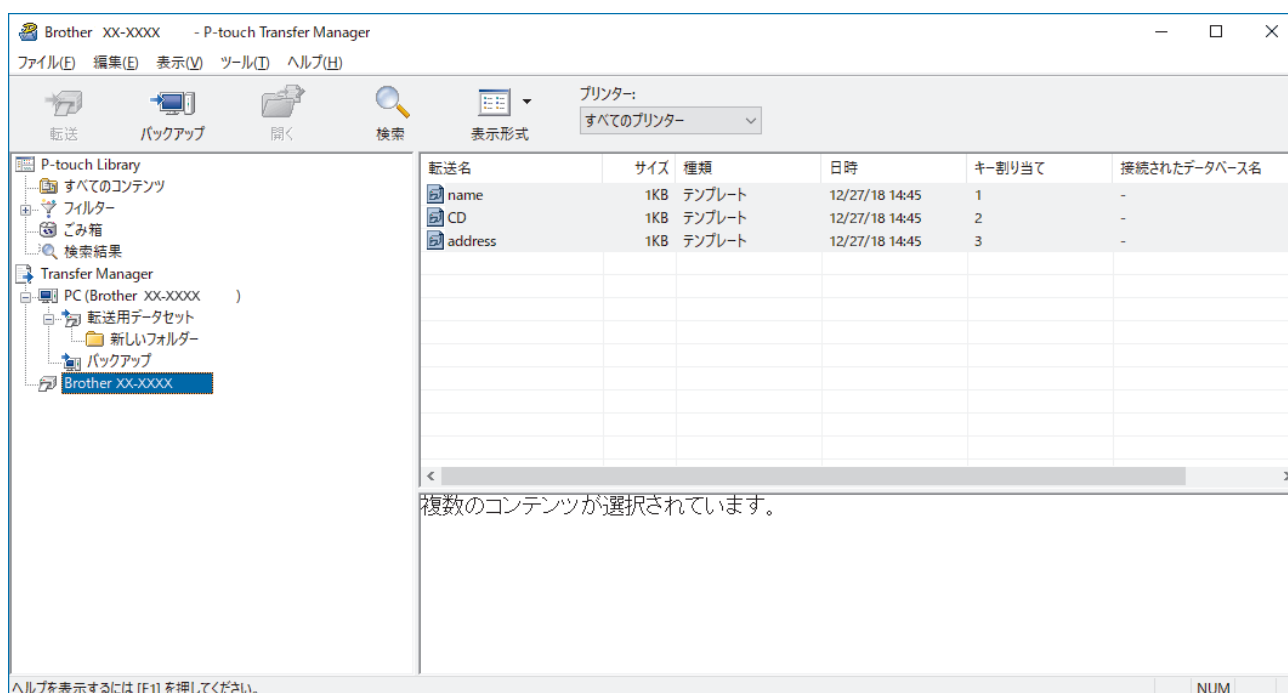 Brother XX-XXXX - P-touch Transfer Manager
ファイル(F) 編集(E) 表示(V) ツール(T) ヘルプ(H)
転送 バックアップ 開く 検索 表示形式
プリンター:
すべてのプリンター
P-touch Library
すべてのコンテンツ
フィルター
ごみ箱
検索結果
Transfer Manager
PC (Brother XX-XXXX )
転送用データセット
新しいフォルダー
バックアップ
Brother XX-XXXX
転送名 サイズ 種類 日時 キー割り当て 接続されたデータベース名
name 1KB テンプレート 12/27/18 14:45 1 -
CD 1KB テンプレート 12/27/18 14:45 2 -
address 1KB テンプレート 12/27/18 14:45 3 -
複数のコンテンツが選択されています。
ヘルプを表示するには [F1] を押してください。 NUM